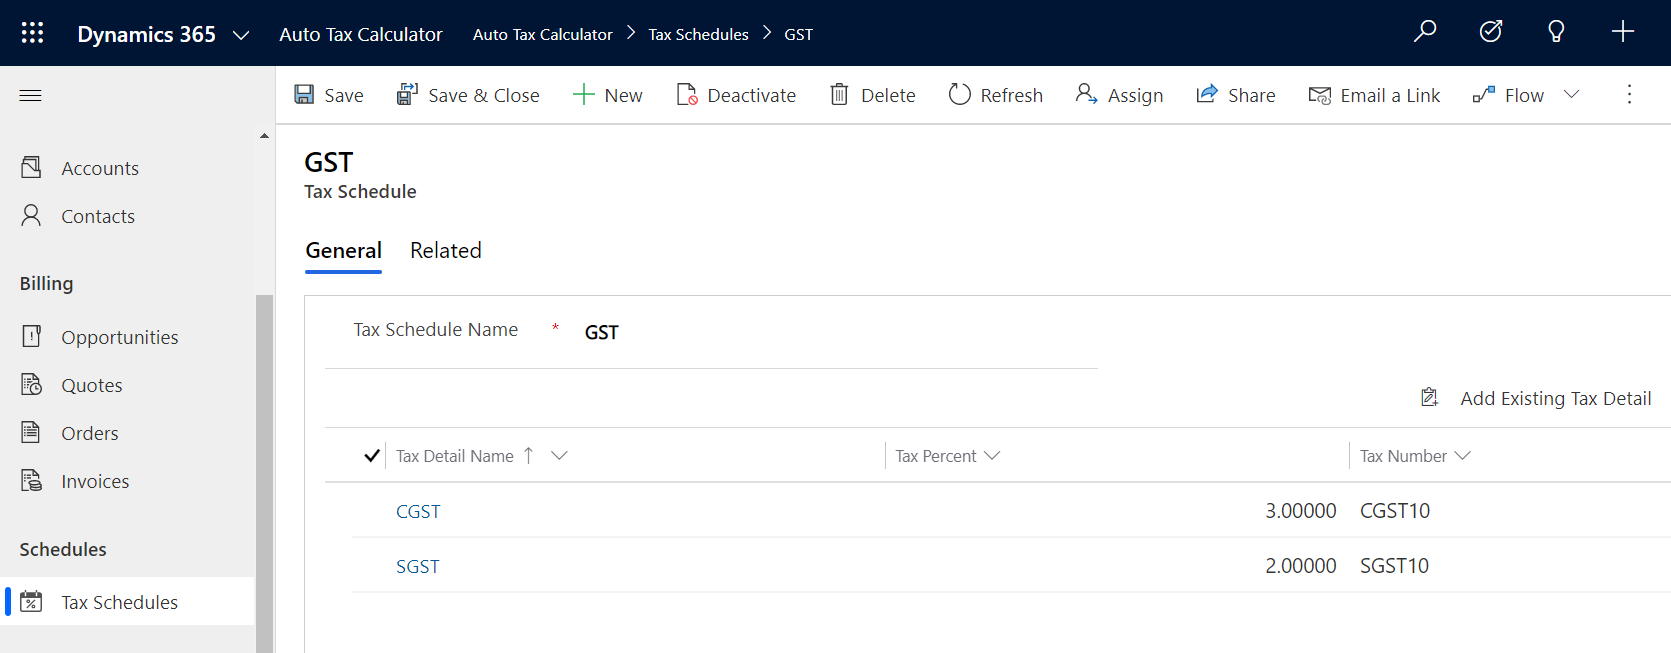 Dynamics 365 Auto Tax Calculator Auto Tax Calculator > Tax Schedules > GST
Save Save & Close New Deactivate Delete Refresh Assign Share Email a Link Flow
Accounts
Contacts
Billing
Opportunities
Quotes
Orders
Invoices
Schedules
Tax Schedules
GST
Tax Schedule
General Related
Tax Schedule Name * GST
Add Existing Tax Detail
Tax Detail Name ↑ Tax Percent Tax Number
CGST 3.00000 CGST10
SGST 2.00000 SGST10